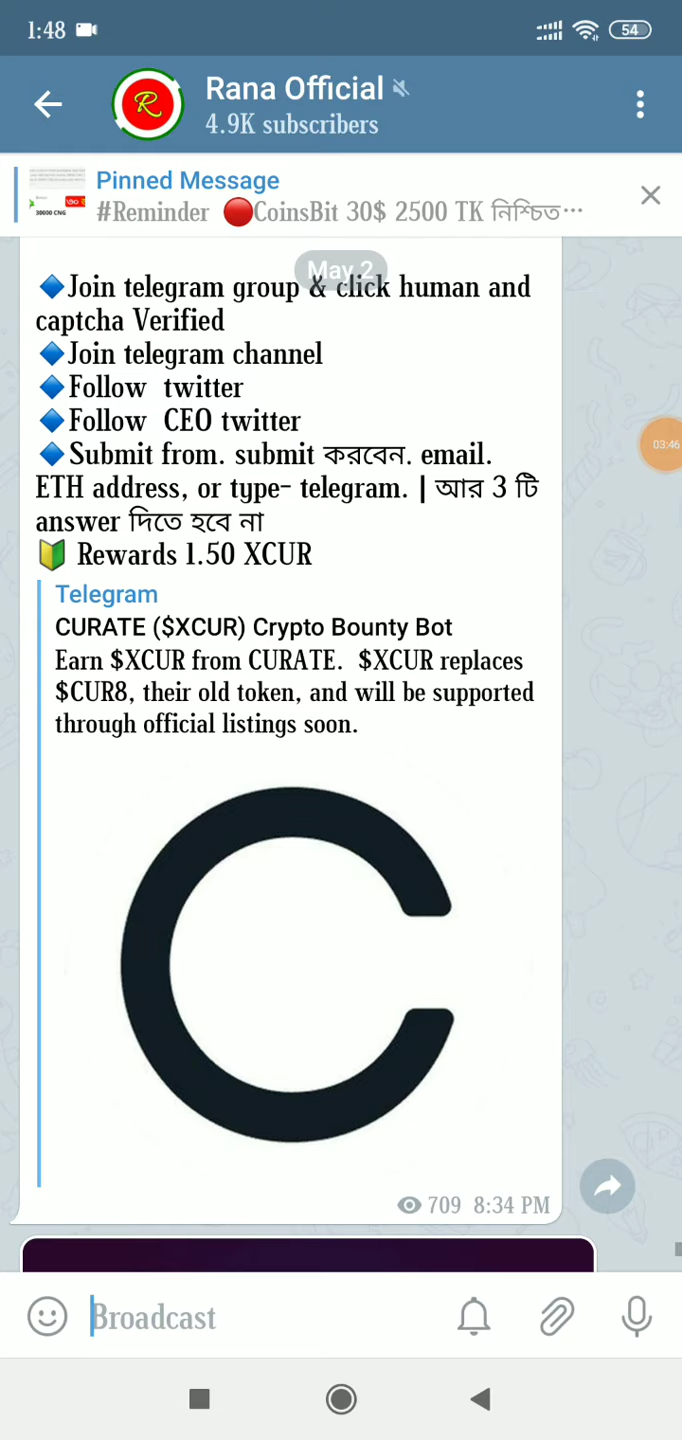 1:48
54
Rana Official
4.9K subscribers
Pinned Message
#Reminder 🔴CoinsBit 30$ 2500 TK নিশ্চিত...
30000 CNG
May 2
🔷Join telegram group & click human and
captcha Verified
🔷Join telegram channel
🔷Follow twitter
🔷Follow CEO twitter
03:46
🔷Submit from. submit করবেন. email.
ETH address, or type- telegram. | আর 3 টি
answer দিতে হবে না
🔰 Rewards 1.50 XCUR
Telegram
CURATE ($XCUR) Crypto Bounty Bot
Earn $XCUR from CURATE. $XCUR replaces
$CUR8, their old token, and will be supported
through official listings soon.
709 8:34 PM
Broadcast